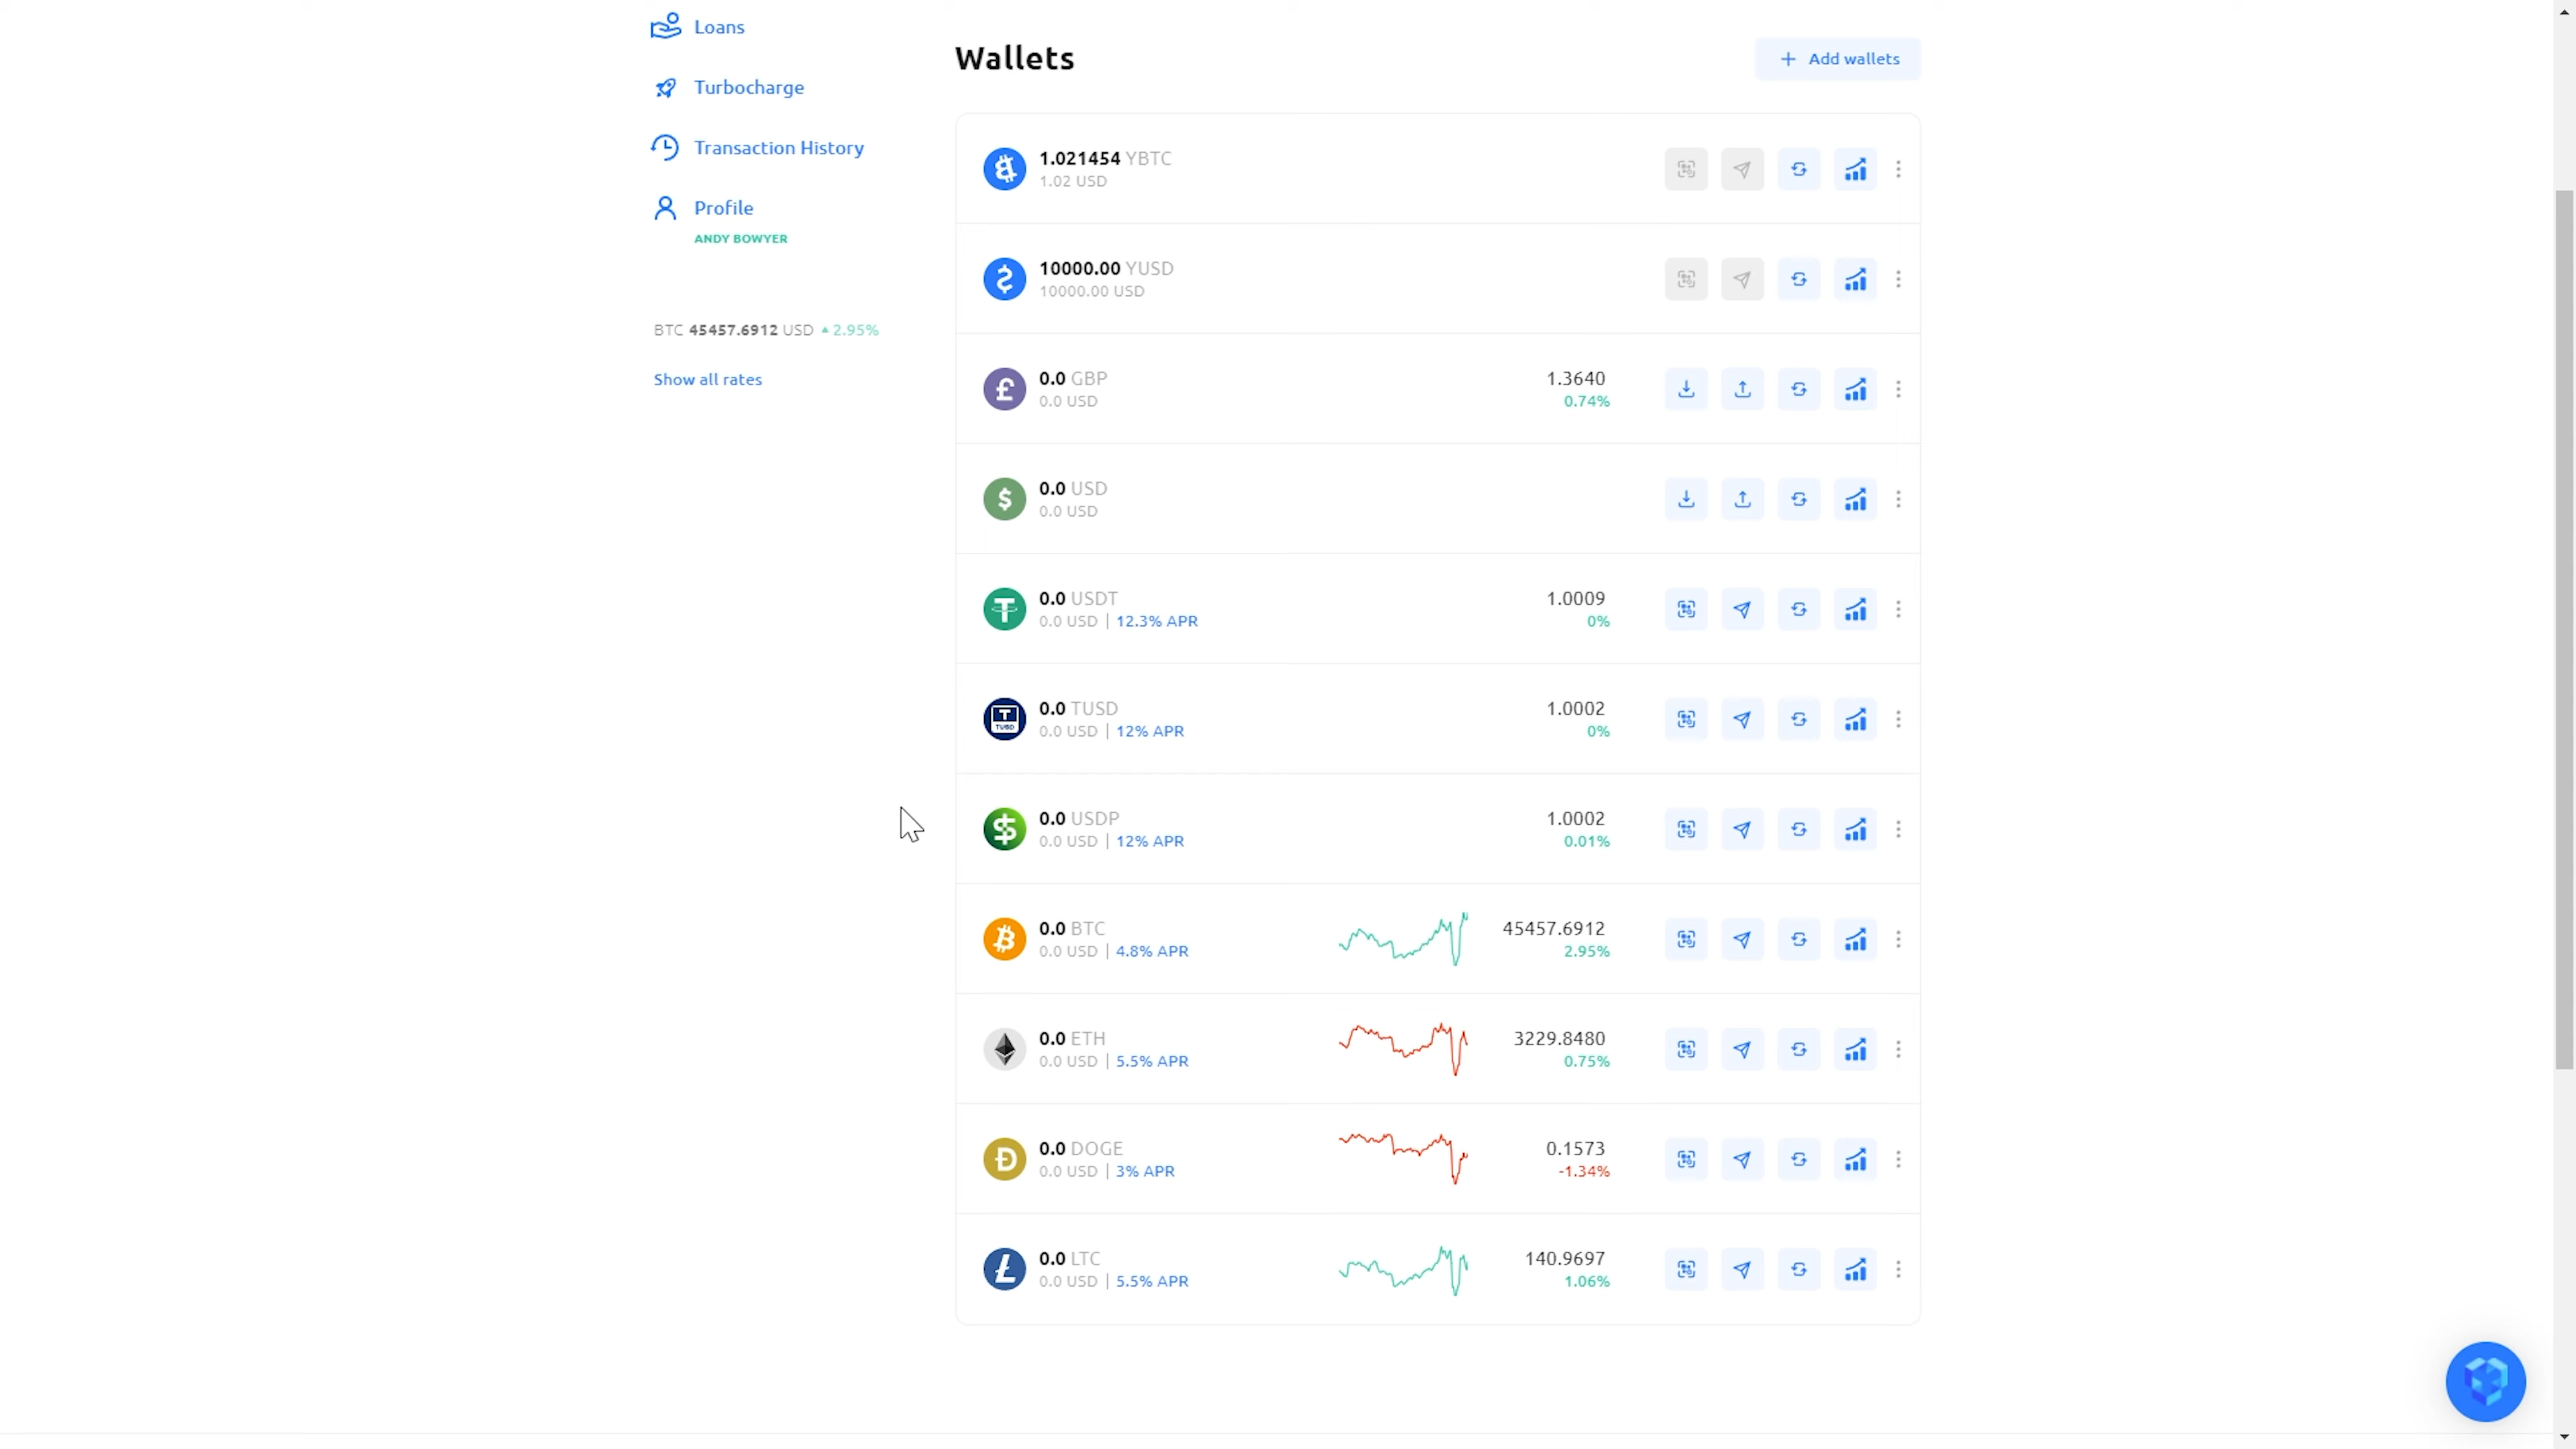 Loans
Turbocharge
Transaction History
Profile
ANDY BOWYER
BTC 45457.6912 USD ▲2.95%
Show all rates
Wallets
+ Add wallets
1.021454 YBTC
1.02 USD
10000.00 YUSD
10000.00 USD
0.0 GBP
0.0 USD
1.3640
0.74%
0.0 USD
0.0 USD
0.0 USDT
0.0 USD | 12.3% APR
1.0009
0%
0.0 TUSD
0.0 USD | 12% APR
1.0002
0%
0.0 USDP
0.0 USD | 12% APR
1.0002
0.01%
0.0 BTC
0.0 USD | 4.8% APR
45457.6912
2.95%
0.0 ETH
0.0 USD | 5.5% APR
3229.8480
0.75%
0.0 DOGE
0.0 USD | 3% APR
0.1573
-1.34%
0.0 LTC
0.0 USD | 5.5% APR
140.9697
1.06%